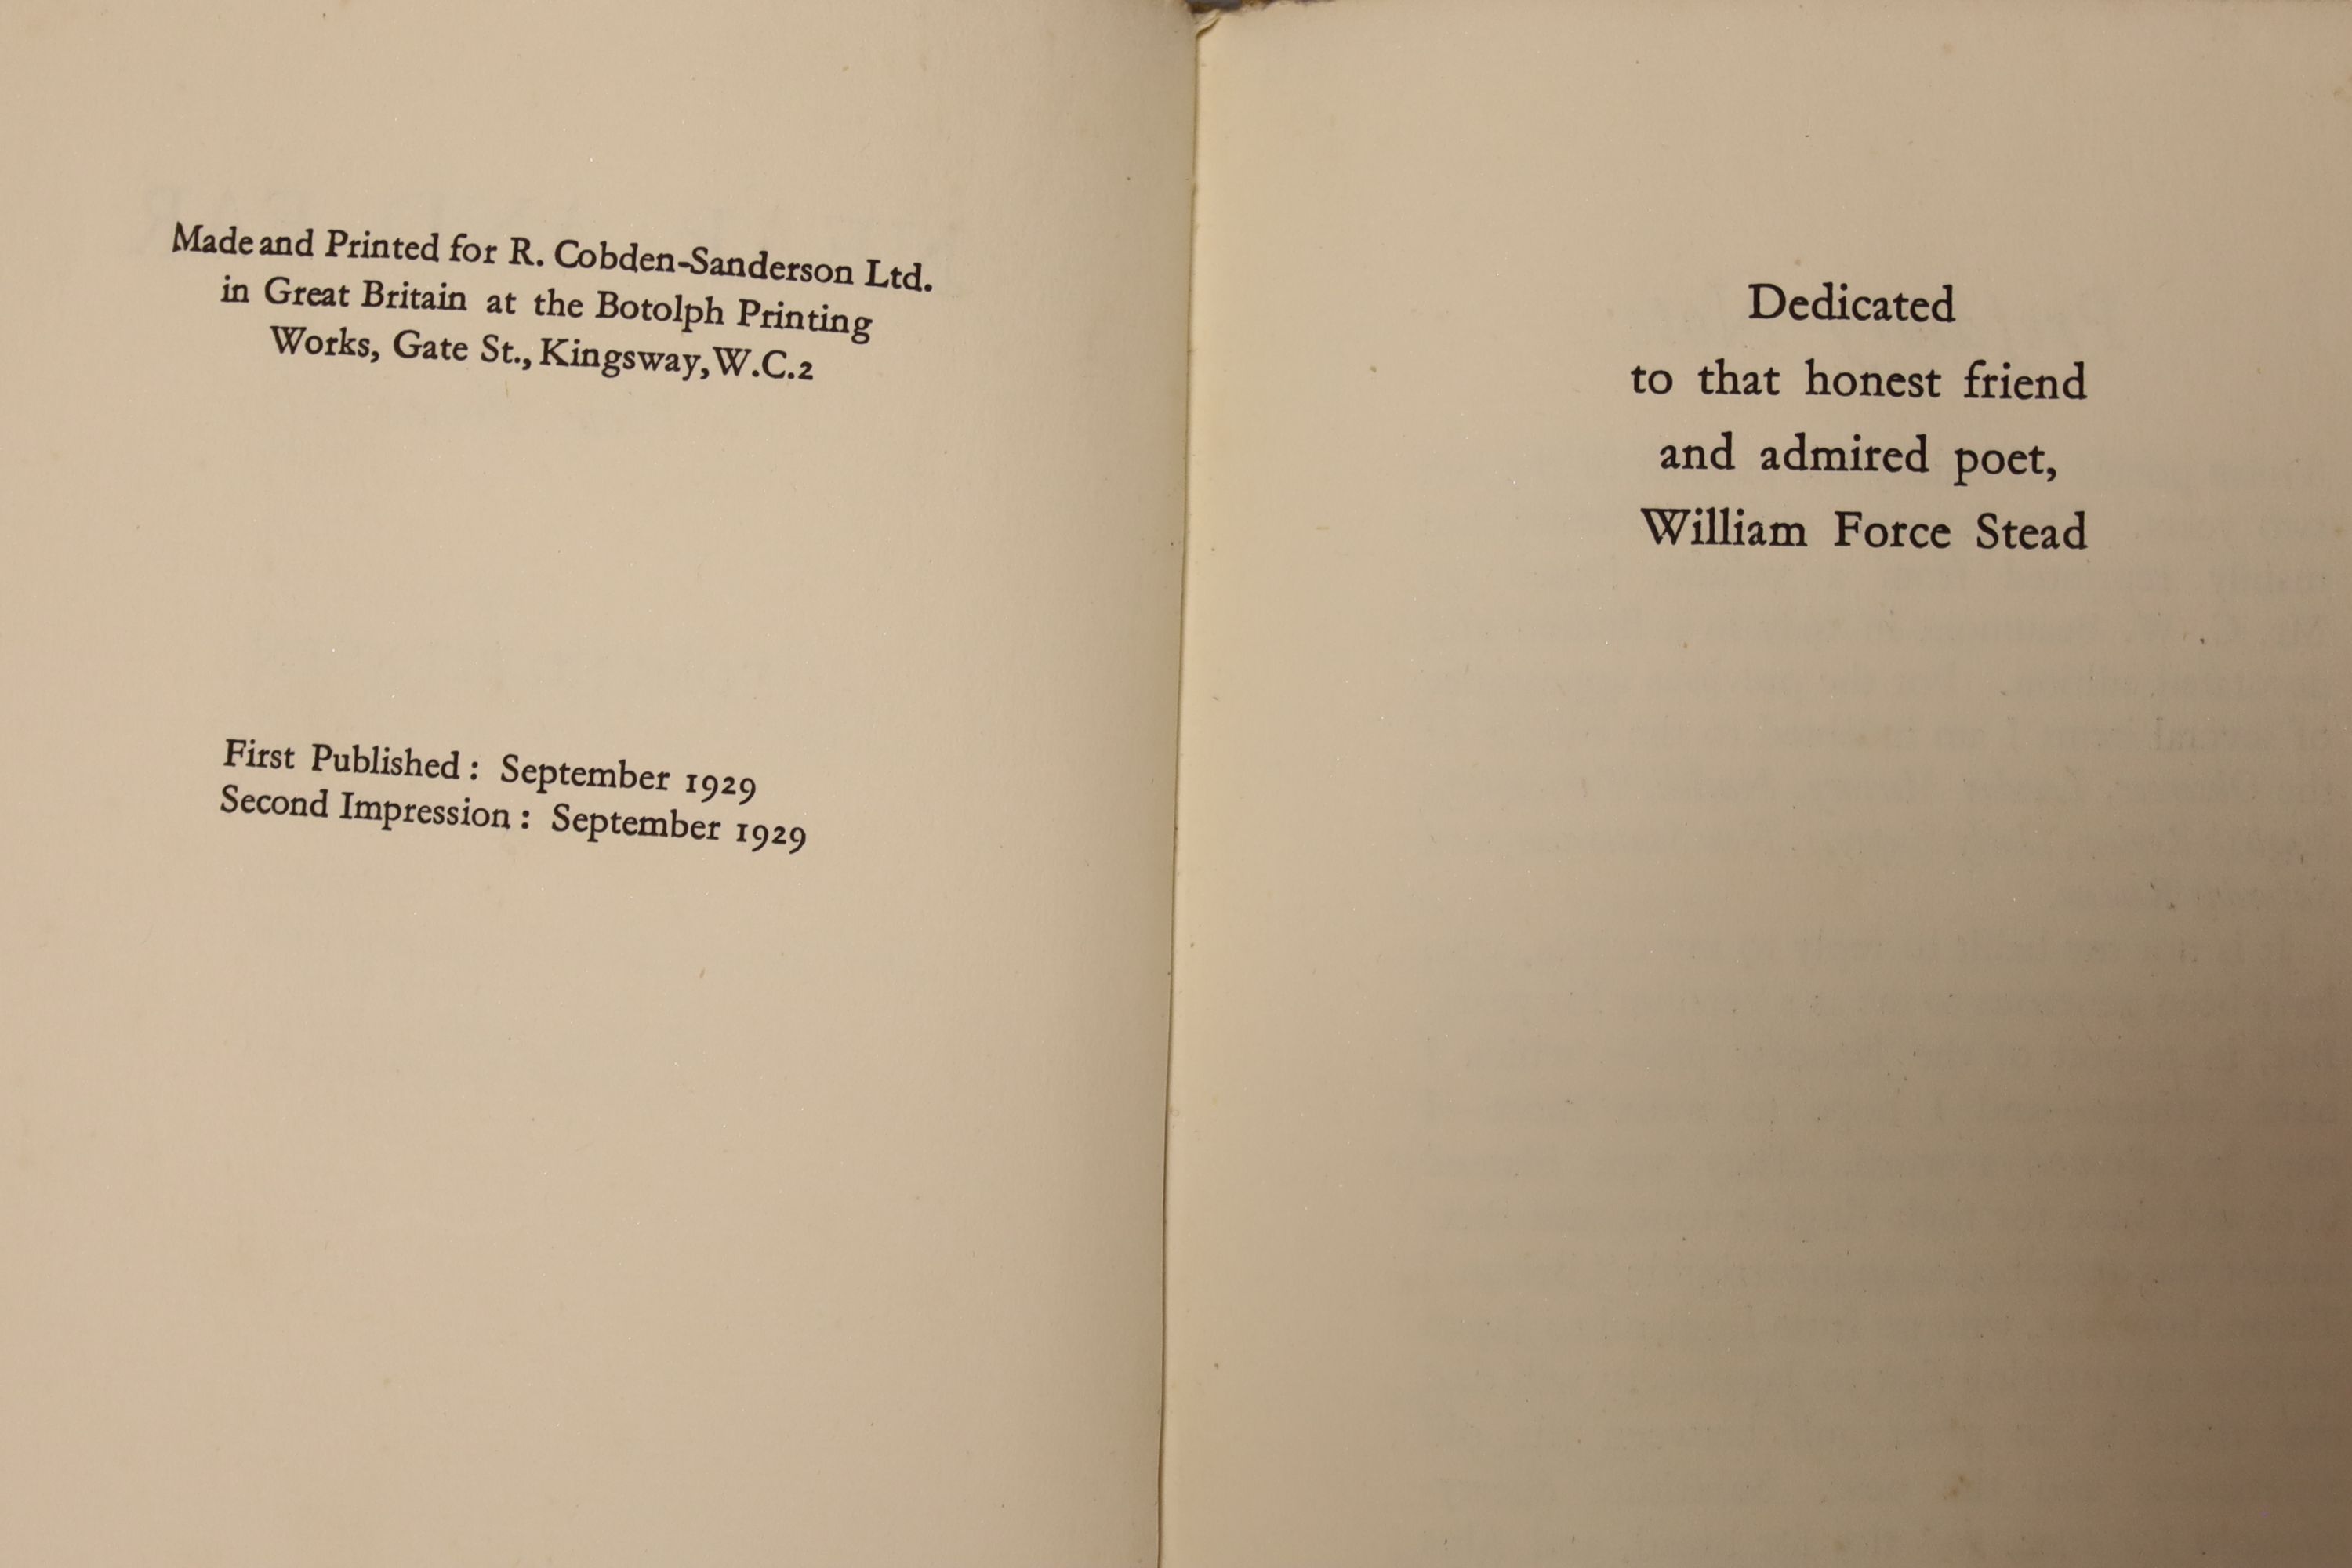 Made and Printed for R. Cobden-Sanderson Ltd.
in Great Britain at the Botolph Printing
Works, Gate St., Kingsway, W.C.2
First Published : September 1929
Second Impression : September 1929
Dedicated
to that honest friend
and admired poet,
William Force Stead